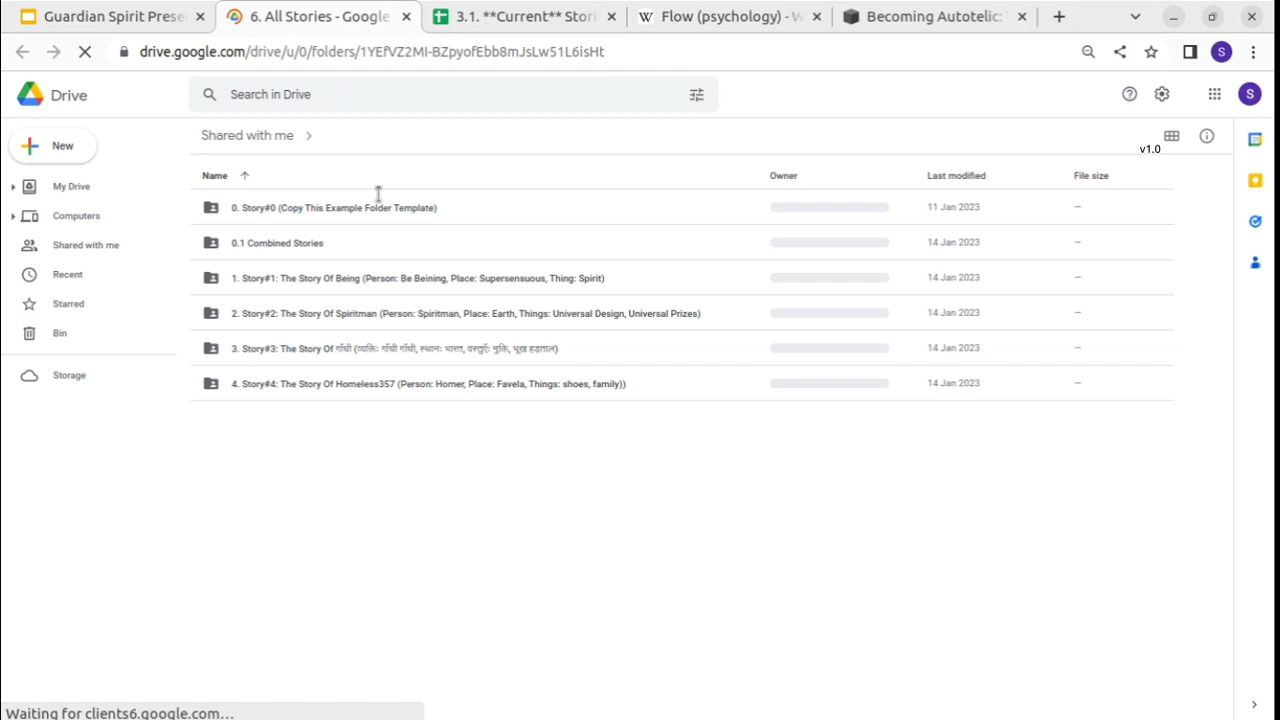 Guardian Spirit Prese
6. All Stories - Google
3.1. **Current** Stori
Flow (psychology) - W
Becoming Autotelic:
drive.google.com/drive/u/0/folders/1YEfVZ2MI-BZpyofEbb8mJsLw51L6isHt
S
Drive
Search in Drive
S
New
Shared with me
v1.0
My Drive
Computers
Shared with me
Recent
Starred
Bin
Storage
Name Owner Last modified File size
0. Story#0 (Copy This Example Folder Template) 11 Jan 2023 –
0.1 Combined Stories 14 Jan 2023 –
1. Story#1: The Story Of Being (Person: Be Beining, Place: Supersensuous, Thing: Spirit) 14 Jan 2023 –
2. Story#2: The Story Of Spiritman (Person: Spiritman, Place: Earth, Things: Universal Design, Universal Prizes) 14 Jan 2023 –
3. Story#3: The Story Of गाँधी (व्यक्ति: गाँधी गाँधी, स्थान: भारत, वस्तुएँ: मुक्ति, भूख हड़ताल) 14 Jan 2023 –
4. Story#4: The Story Of Homeless357 (Person: Homer, Place: Favela, Things: shoes, family)) 14 Jan 2023 –
Waiting for clients6.google.com...